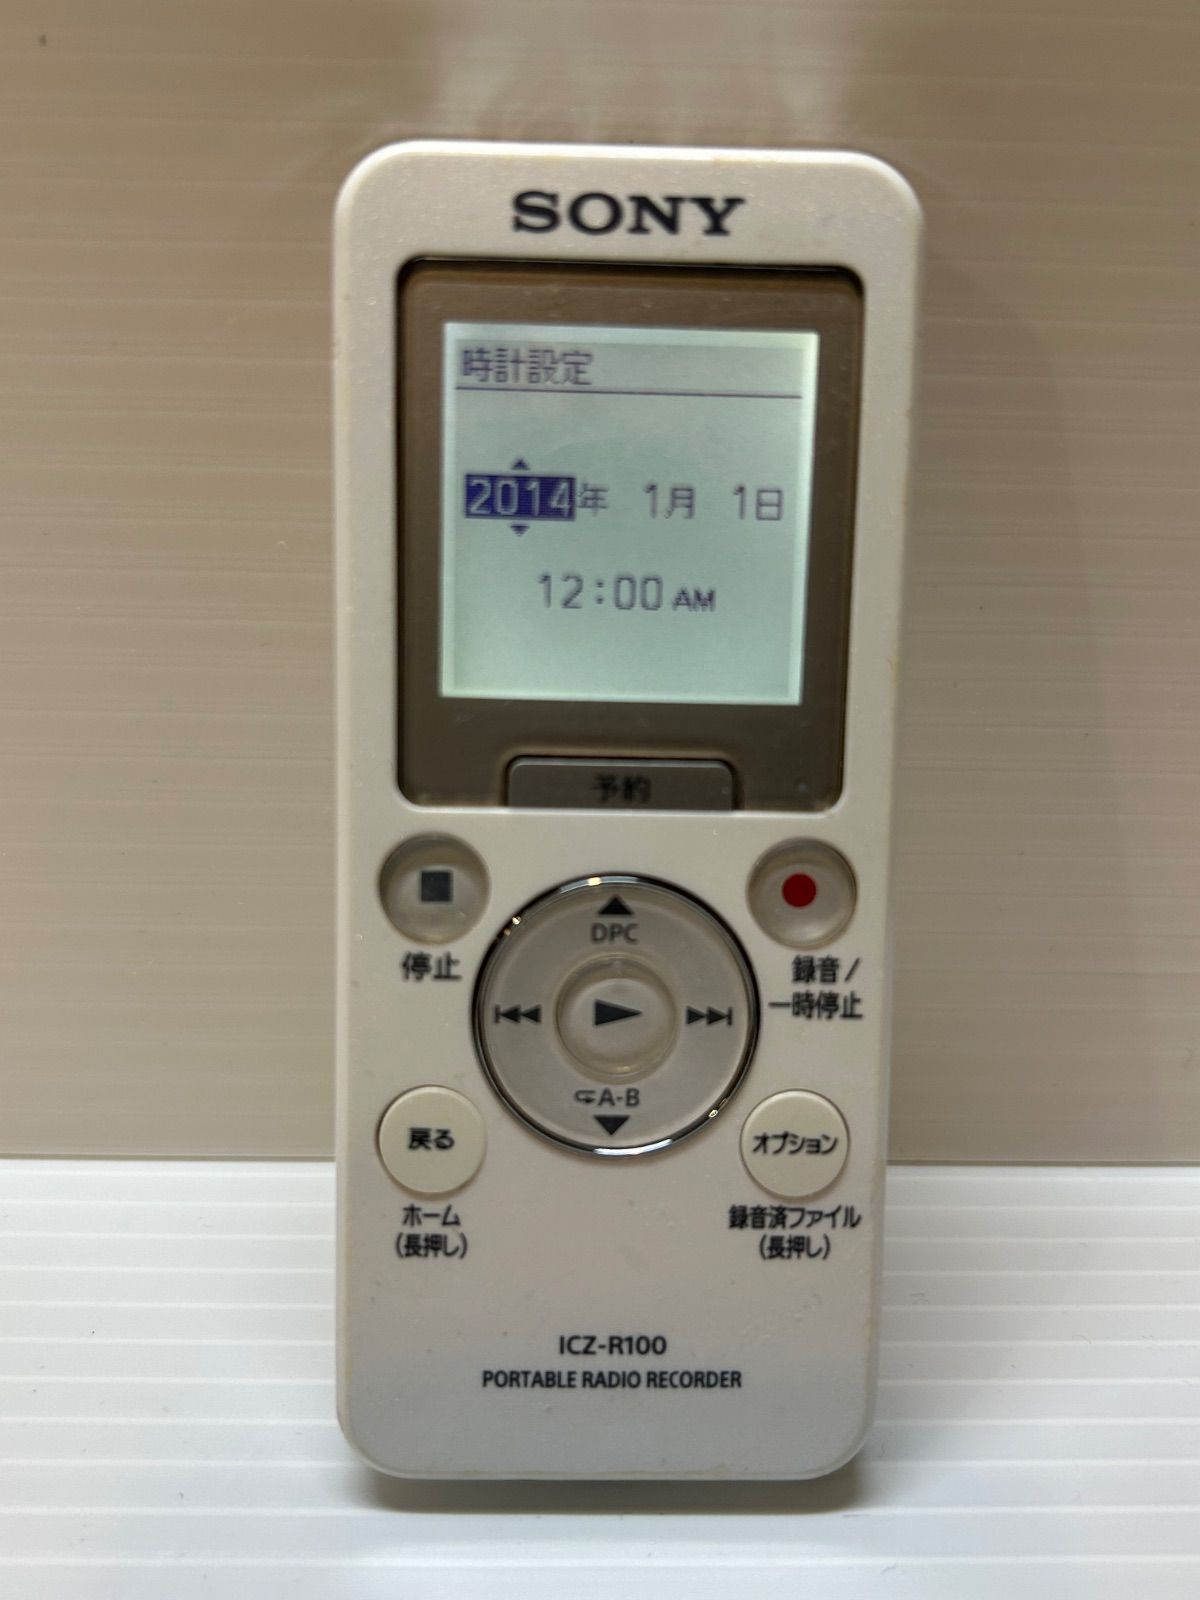 SONY
時計設定
2014年 1月 1日
12:00 AM
予約
停止
DPC
録音/
一時停止
A-B
戻る
オプション
ホーム
(長押し)
録音済ファイル
(長押し)
ICZ-R100
PORTABLE RADIO RECORDER